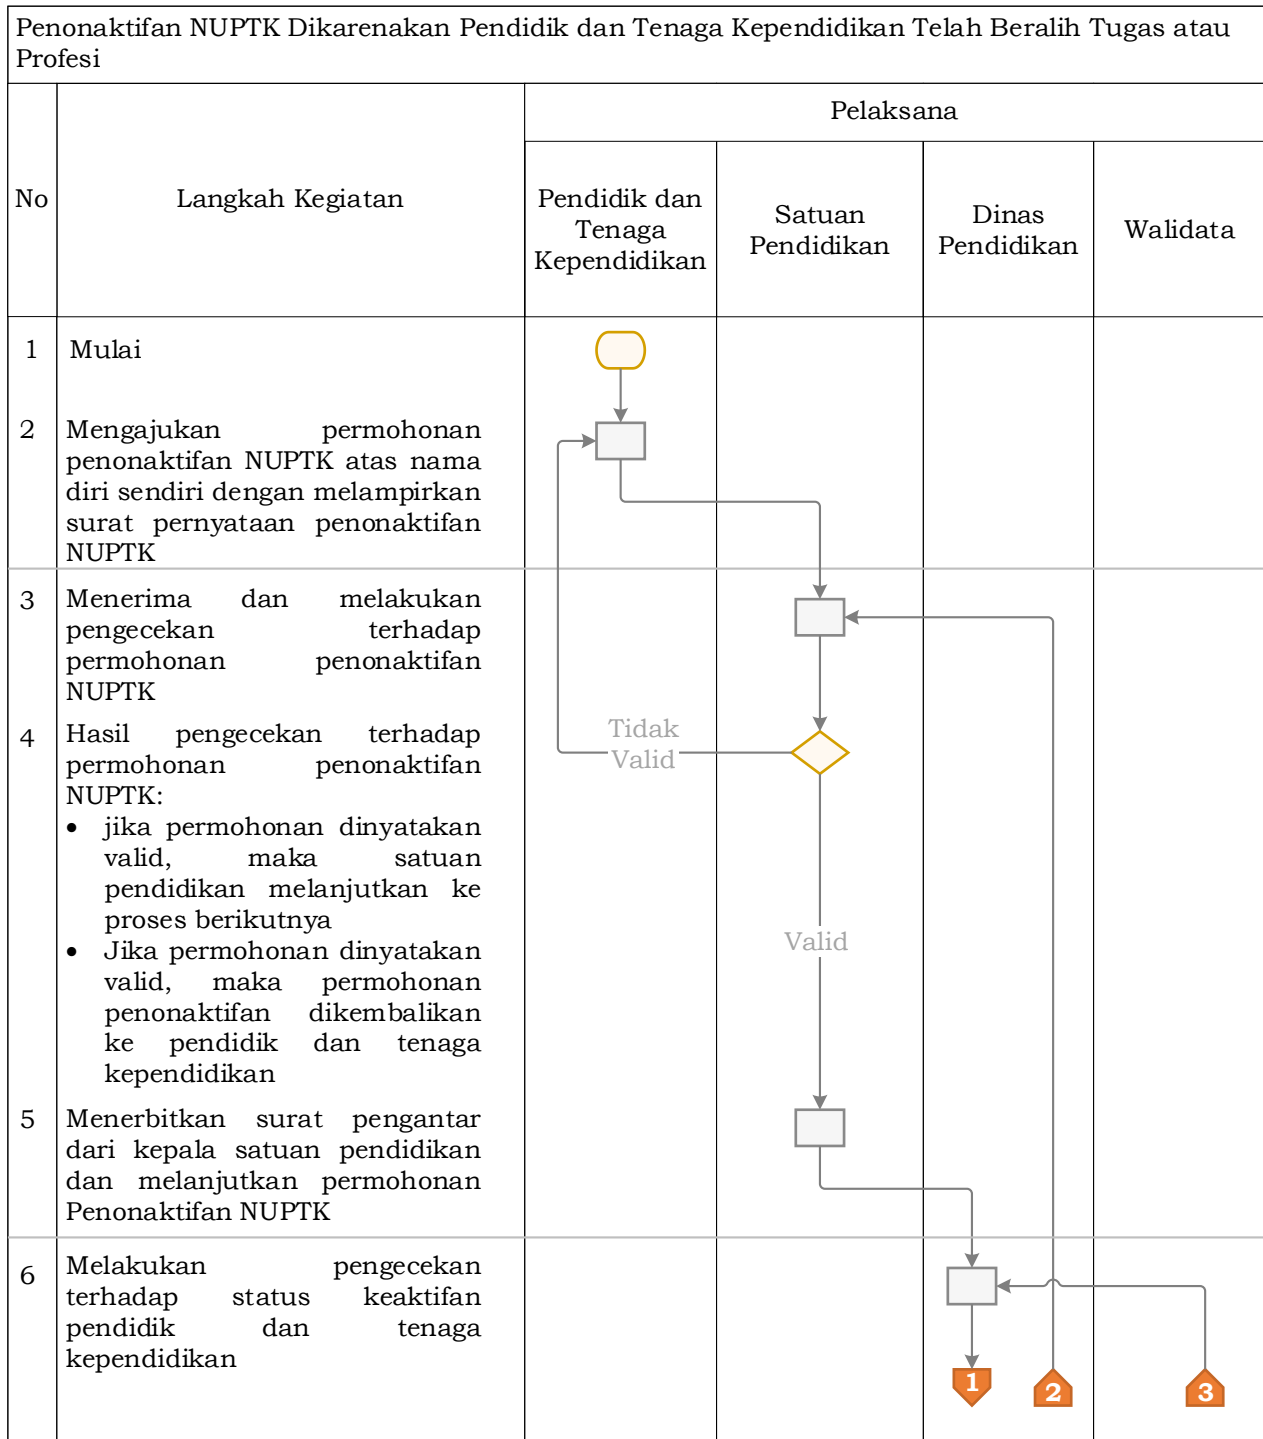 Penonaktifan NUPTK Dikarenakan Pendidik dan Tenaga Kependidikan Telah Beralih Tugas atau
Profesi
No
Langkah Kegiatan
Pelaksana
Pendidik dan
Tenaga
Kependidikan
Satuan
Pendidikan
Dinas
Pendidikan
Walidata
1
Mulai
2
Mengajukan permohonan
penonaktifan NUPTK atas nama
diri sendiri dengan melampirkan
surat pernyataan penonaktifan
NUPTK
3
Menerima dan melakukan
pengecekan terhadap
permohonan penonaktifan
NUPTK
4
Hasil pengecekan terhadap
permohonan penonaktifan
NUPTK:
• jika permohonan dinyatakan
valid, maka satuan
pendidikan melanjutkan ke
proses berikutnya
• Jika permohonan dinyatakan
valid, maka permohonan
penonaktifan dikembalikan
ke pendidik dan tenaga
kependidikan
Tidak
Valid
Valid
5
Menerbitkan surat pengantar
dari kepala satuan pendidikan
dan melanjutkan permohonan
Penonaktifan NUPTK
6
Melakukan pengecekan
terhadap status keaktifan
pendidik dan tenaga
kependidikan
1
2
3